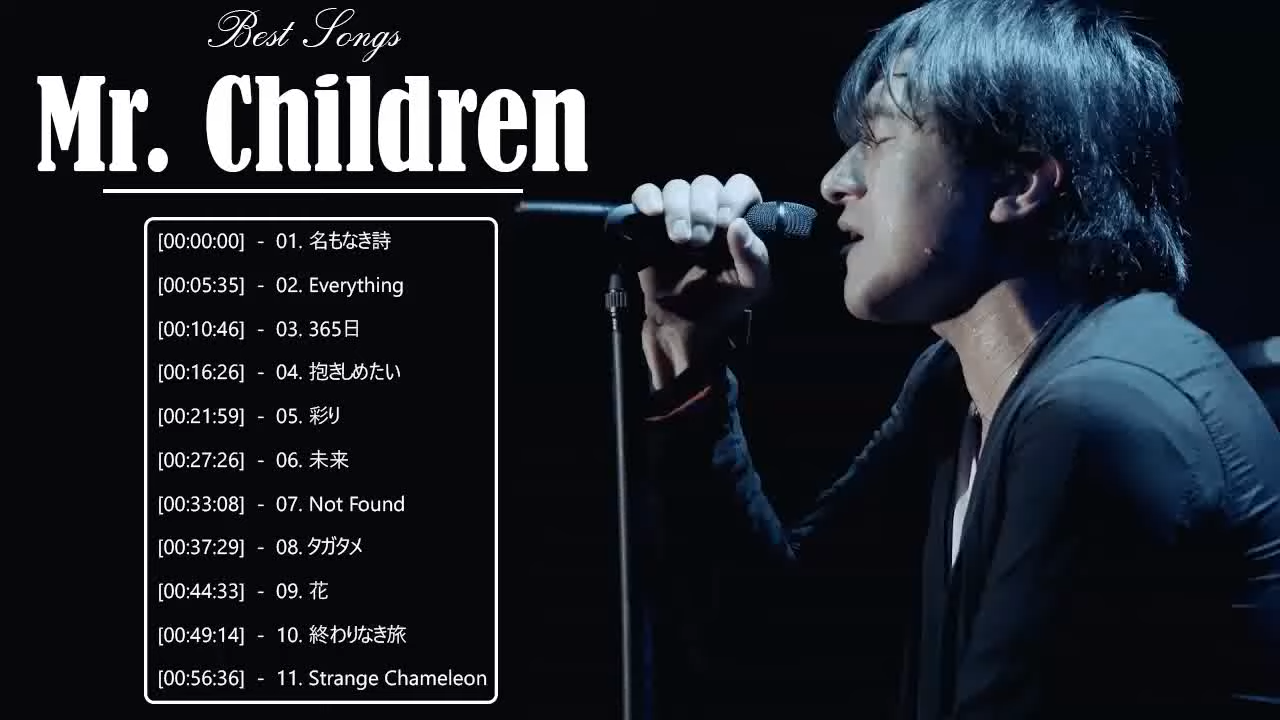 Best Songs
Mr. Children
[00:00:00] - 01. 名もなき詩
[00:05:35] - 02. Everything
[00:10:46] - 03. 365日
[00:16:26] - 04. 抱きしめたい
[00:21:59] - 05. 彩り
[00:27:26] - 06. 未来
[00:33:08] - 07. Not Found
[00:37:29] - 08. タガタメ
[00:44:33] - 09. 花
[00:49:14] - 10. 終わりなき旅
[00:56:36] - 11. Strange Chameleon